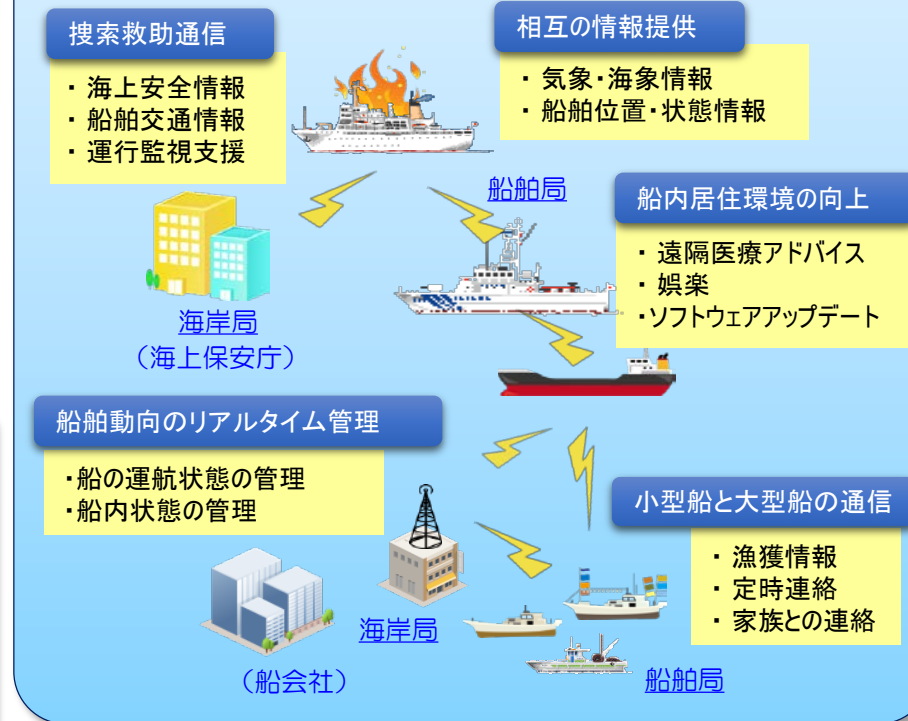 捜索救助通信
・ 海上安全情報
・ 船舶交通情報
・ 運行監視支援
相互の情報提供
・ 気象・海象情報
・ 船舶位置・状態情報
船舶局
海岸局
（海上保安庁）
船内居住環境の向上
・ 遠隔医療アドバイス
・ 娯楽
・ソフトウェアアップデート
船舶動向のリアルタイム管理
・船の運航状態の管理
・船内状態の管理
海岸局
（船会社）
小型船と大型船の通信
・ 漁獲情報
・ 定時連絡
・ 家族との連絡
船舶局